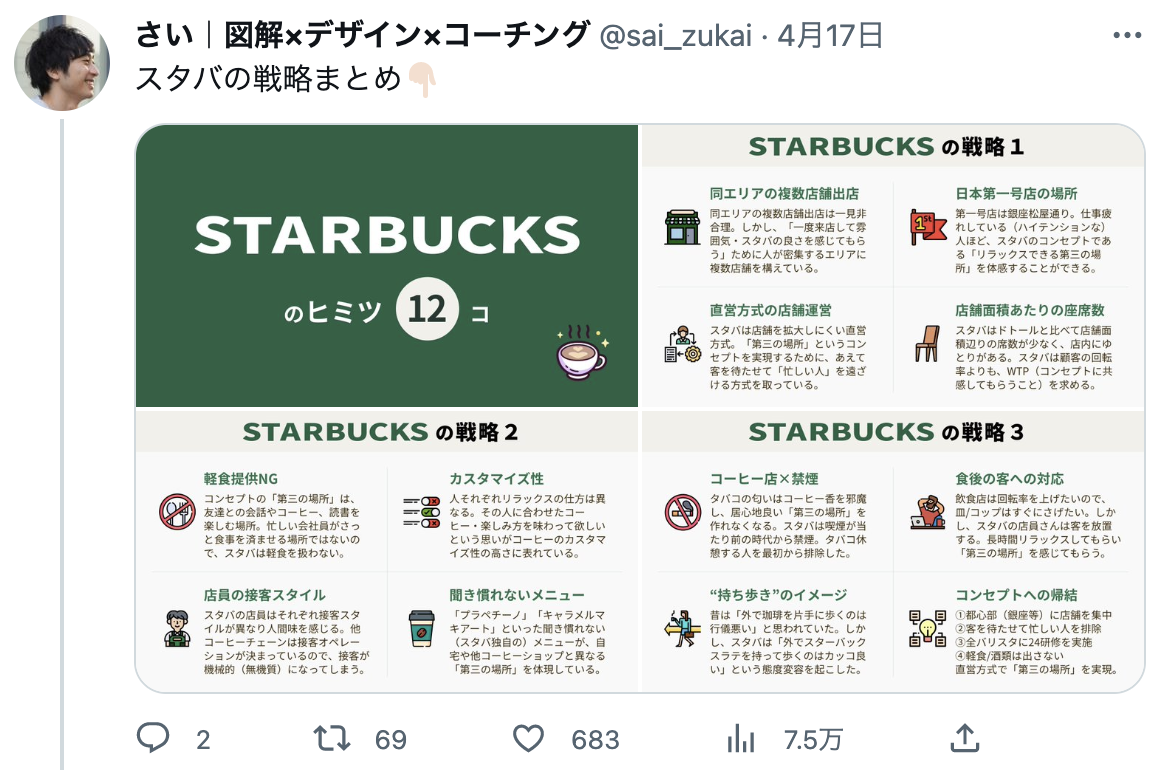 さい｜図解×デザイン×コーチング @sai_zukai · 4月17日
スタバの戦略まとめ👇🏻
STARBUCKS
のヒミツ 12 コ
STARBUCKS の戦略１
同エリアの複数店舗出店
同エリアの複数店舗出店は一見非
合理。しかし、「一度来店して雰
囲気・スタバの良さを感じてもら
う」ために人が密集するエリアに
複数店舗を構えている。
日本第一号店の場所
第一号店は銀座松屋通り。仕事疲
れしている（ハイテンションな）
人ほど、スタバのコンセプトであ
る「リラックスできる第三の場
所」を体感することができる。
1St
直営方式の店舗運営
スタバは店舗を拡大しにくい直営
方式。「第三の場所」というコン
セプトを実現するために、あえて
客を待たせて「忙しい人」を遠ざ
ける方式を取っている。
店舗面積あたりの座席数
スタバはドトールと比べて店舗面
積辺りの席数が少なく、店内にゆ
とりがある。スタバは顧客の回転
率よりも、WTP（コンセプトに共
感してもらうこと）を求める。
STARBUCKS の戦略２
軽食提供NG
コンセプトの「第三の場所」は、
友達との会話やコーヒー、読書を
楽しむ場所。忙しい会社員がさっ
と食事を済ませる場所ではないの
で、スタバは軽食を扱わない。
カスタマイズ性
人それぞれリラックスの仕方は異
なる。その人に合わせたコー
ヒー・楽しみ方を味わって欲しい
という思いがコーヒーのカスタマ
イズ性の高さに表れている。
店員の接客スタイル
スタバの店員はそれぞれ接客スタ
イルが異なり人間味を感じる。他
コーヒーチェーンは接客オペレー
ションが決まっているので、接客が
機械的（無機質）になってしまう。
聞き慣れないメニュー
「プラペチーノ」「キャラメルマ
キアート」といった聞き慣れない
（スタバ独自の）メニューが、自
宅や他コーヒーショップと異なる
「第三の場所」を体現している。
STARBUCKS の戦略３
コーヒー店×禁煙
タバコの匂いはコーヒー香を邪魔
し、居心地良い「第三の場所」を
作れなくなる。スタバは喫煙が当
たり前の時代から禁煙。タバコ休
憩する人を最初から排除した。
食後の客への対応
飲食店は回転率を上げたいので、
皿/コップはすぐにさげたい。しか
し、スタバの店員さんは客を放置
する。長時間リラックスしてもらい
「第三の場所」を感じてもらう。
“持ち歩き”のイメージ
昔は「外で珈琲を片手に歩くのは
行儀悪い」と思われていた。しか
し、スタバは「外でスターバック
スラテを持って歩くのはカッコ良
い」という態度変容を起こした。
コンセプトへの帰結
①都心部（銀座等）に店舗を集中
②客を待たせて忙しい人を排除
③全バリスタに24研修を実施
④軽食/酒類は出さない
直営方式で「第三の場所」を実現。
2 69 683 7.5万